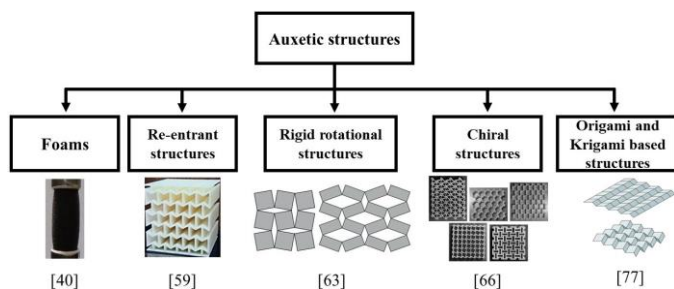 Auxetic structures
Foams
Re-entrant
structures
Rigid rotational
structures
Chiral
structures
Origami and
Krigami based
structures
[40]
[59]
[63]
[66]
[77]